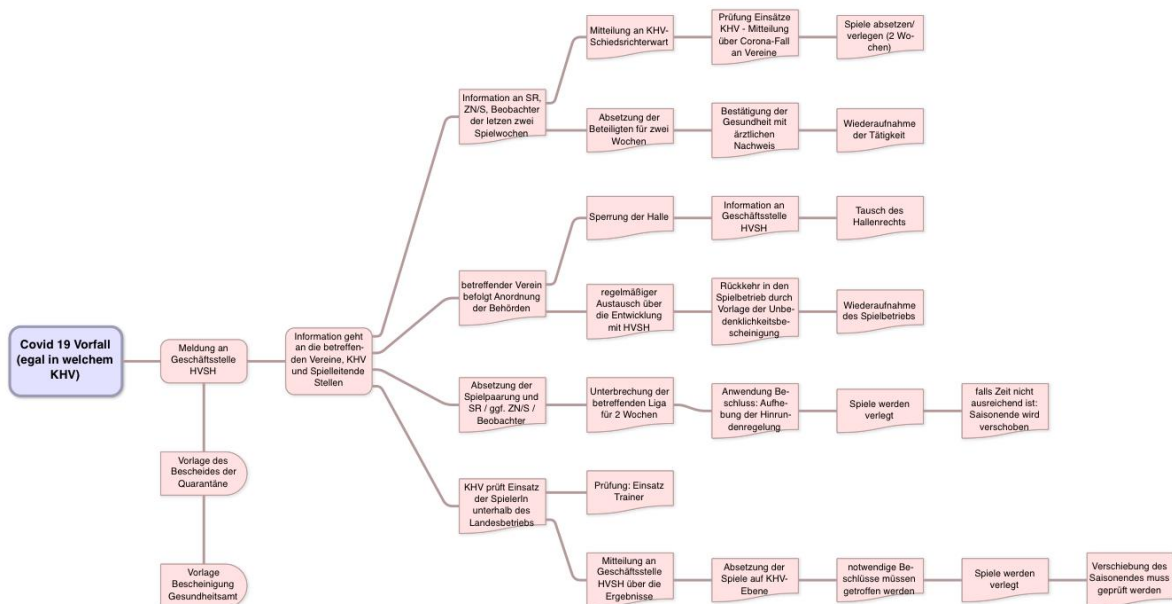 Covid 19 Vorfall
(egal in welchem
KHV)
Meldung an
Geschäftsstelle
HVSH
Vorlage des
Bescheides der
Quarantäne
Vorlage
Bescheinigung
Gesundheitsamt
Information geht
an die betreffen-
den Vereine, KHV
und Spielleitende
Stellen
Information an SR,
ZN/S, Beobachter
der letzen zwei
Spielwochen
Mitteilung an KHV-
Schiedsrichterwart
Prüfung Einsätze
KHV - Mitteilung
über Corona-Fall
an Vereine
Spiele absetzen/
verlegen (2 Wo-
chen)
Absetzung der
Beteiligten für zwei
Wochen
Bestätigung der
Gesundheit mit
ärztlichen
Nachweis
Wiederaufnahme
der Tätigkeit
betreffender Verein
befolgt Anordnung
der Behörden
Sperrung der Halle
Information an
Geschäftsstelle
HVSH
Tausch des
Hallenrechts
regelmäßiger
Austausch über
die Entwicklung
mit HVSH
Rückkehr in den
Spielbetrieb durch
Vorlage der Unbe-
denklichkeitsbe-
scheinigung
Wiederaufnahme
des Spielbetriebs
Absetzung der
Spielpaarung und
SR / ggf. ZN/S /
Beobachter
Unterbrechung der
betreffenden Liga
für 2 Wochen
Anwendung Be-
schluss: Aufhe-
bung der Hinrun-
denregelung
Spiele werden
verlegt
falls Zeit nicht
ausreichend ist:
Saisonende wird
verschoben
KHV prüft Einsatz
der SpielerIn
unterhalb des
Landesbetriebs
Prüfung: Einsatz
Trainer
Mitteilung an
Geschäftsstelle
HVSH über die
Ergebnisse
Absetzung der
Spiele auf KHV-
Ebene
notwendige Be-
schlüsse müssen
getroffen werden
Spiele werden
verlegt
Verschiebung des
Saisonendes muss
geprüft werden